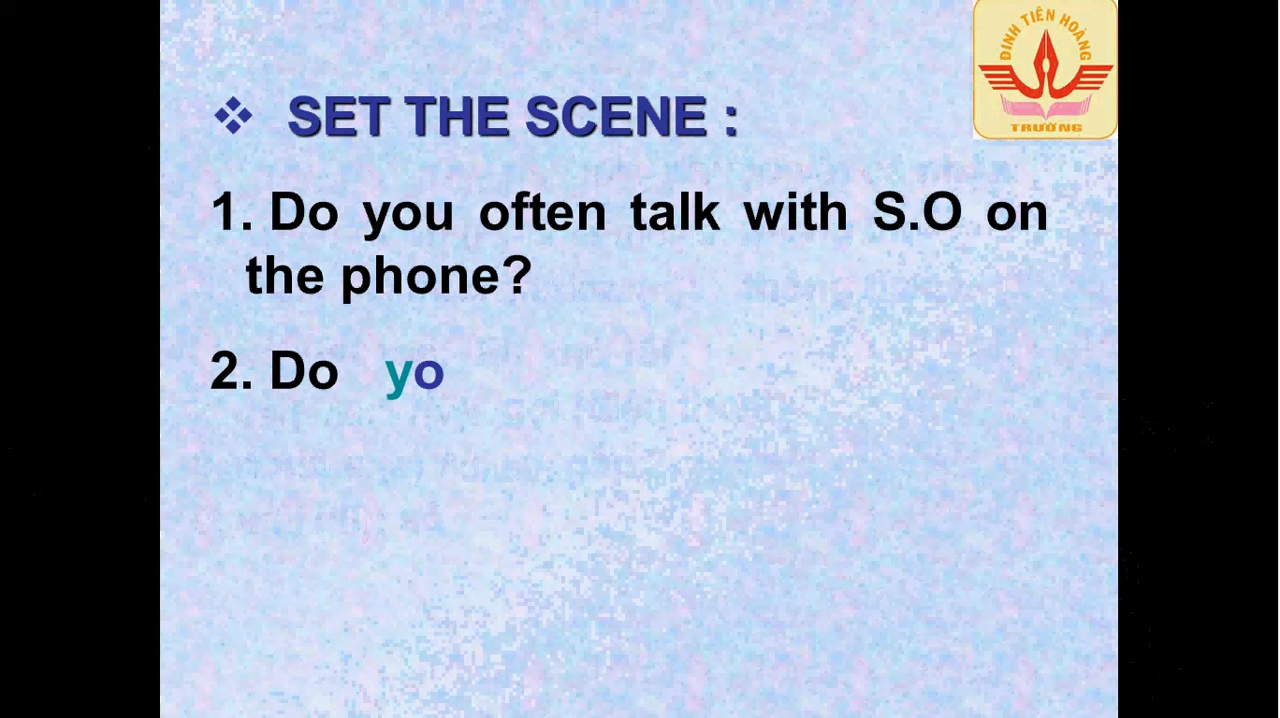 ĐINH TIÊN HOÀNG
TRƯỜNG
❖ SET THE SCENE :
1. Do you often talk with S.O on
the phone?
2. Do yo